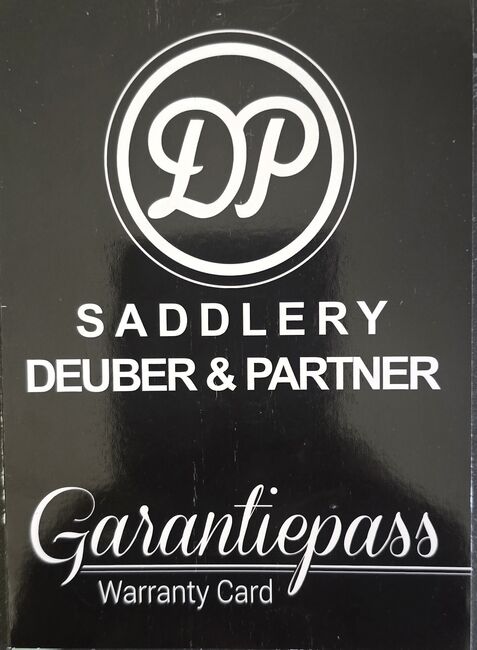 DP
SADDLERY
DEUBER & PARTNER
Garantiepass
Warranty Card